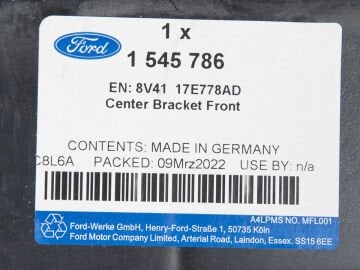 1 x
Ford
1 545 786
EN: 8V41 17E778AD
Center Bracket Front
CONTENTS: MADE IN GERMANY
C8L6A PACKED: 09Mrz2022 USE BY: n/a
A4LPMS NO. MFL001
Ford-Werke GmbH, Henry-Ford-Straße 1, 50735 Köln
Ford Motor Company Limited, Arterial Road, Laindon, Essex. SS15 6EE